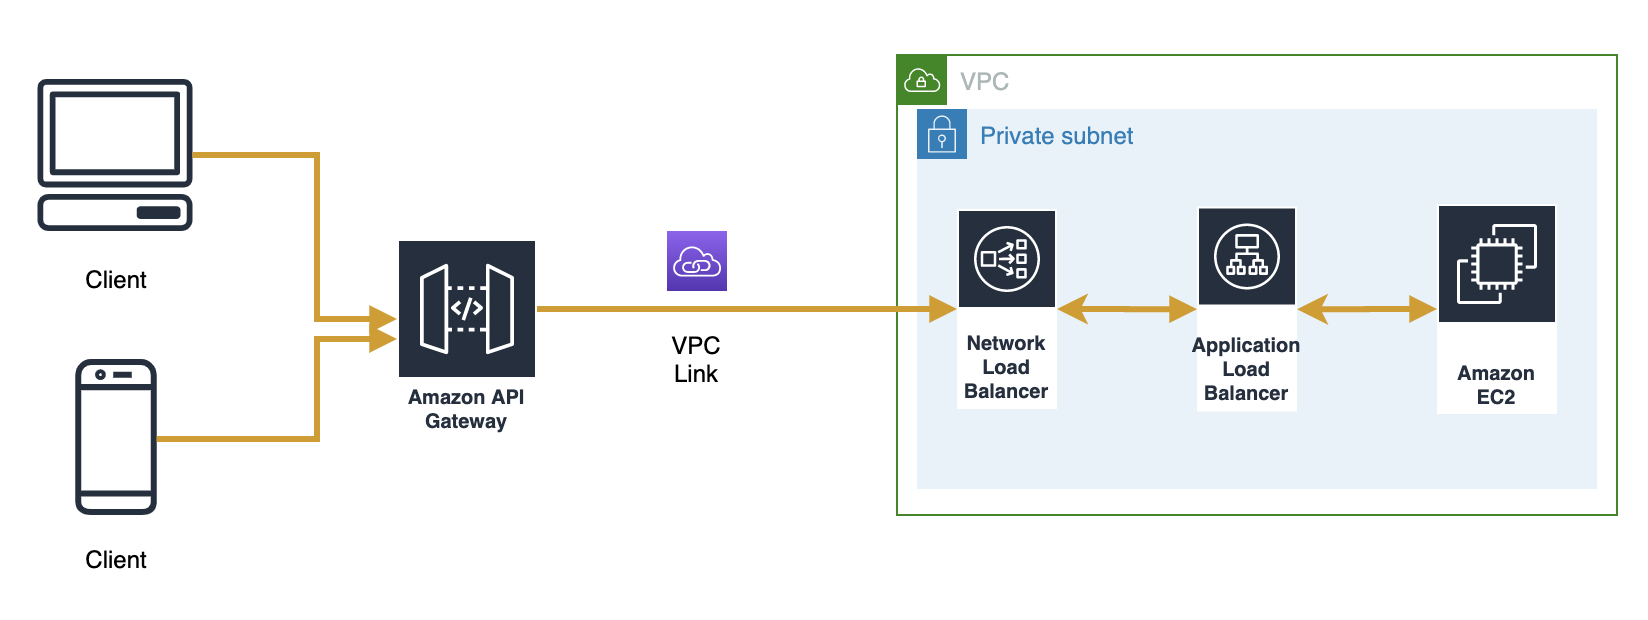 VPC
Private subnet
Client
Amazon API
Gateway
VPC
Link
Network
Load
Balancer
Application
Load
Balancer
Amazon
EC2
Client